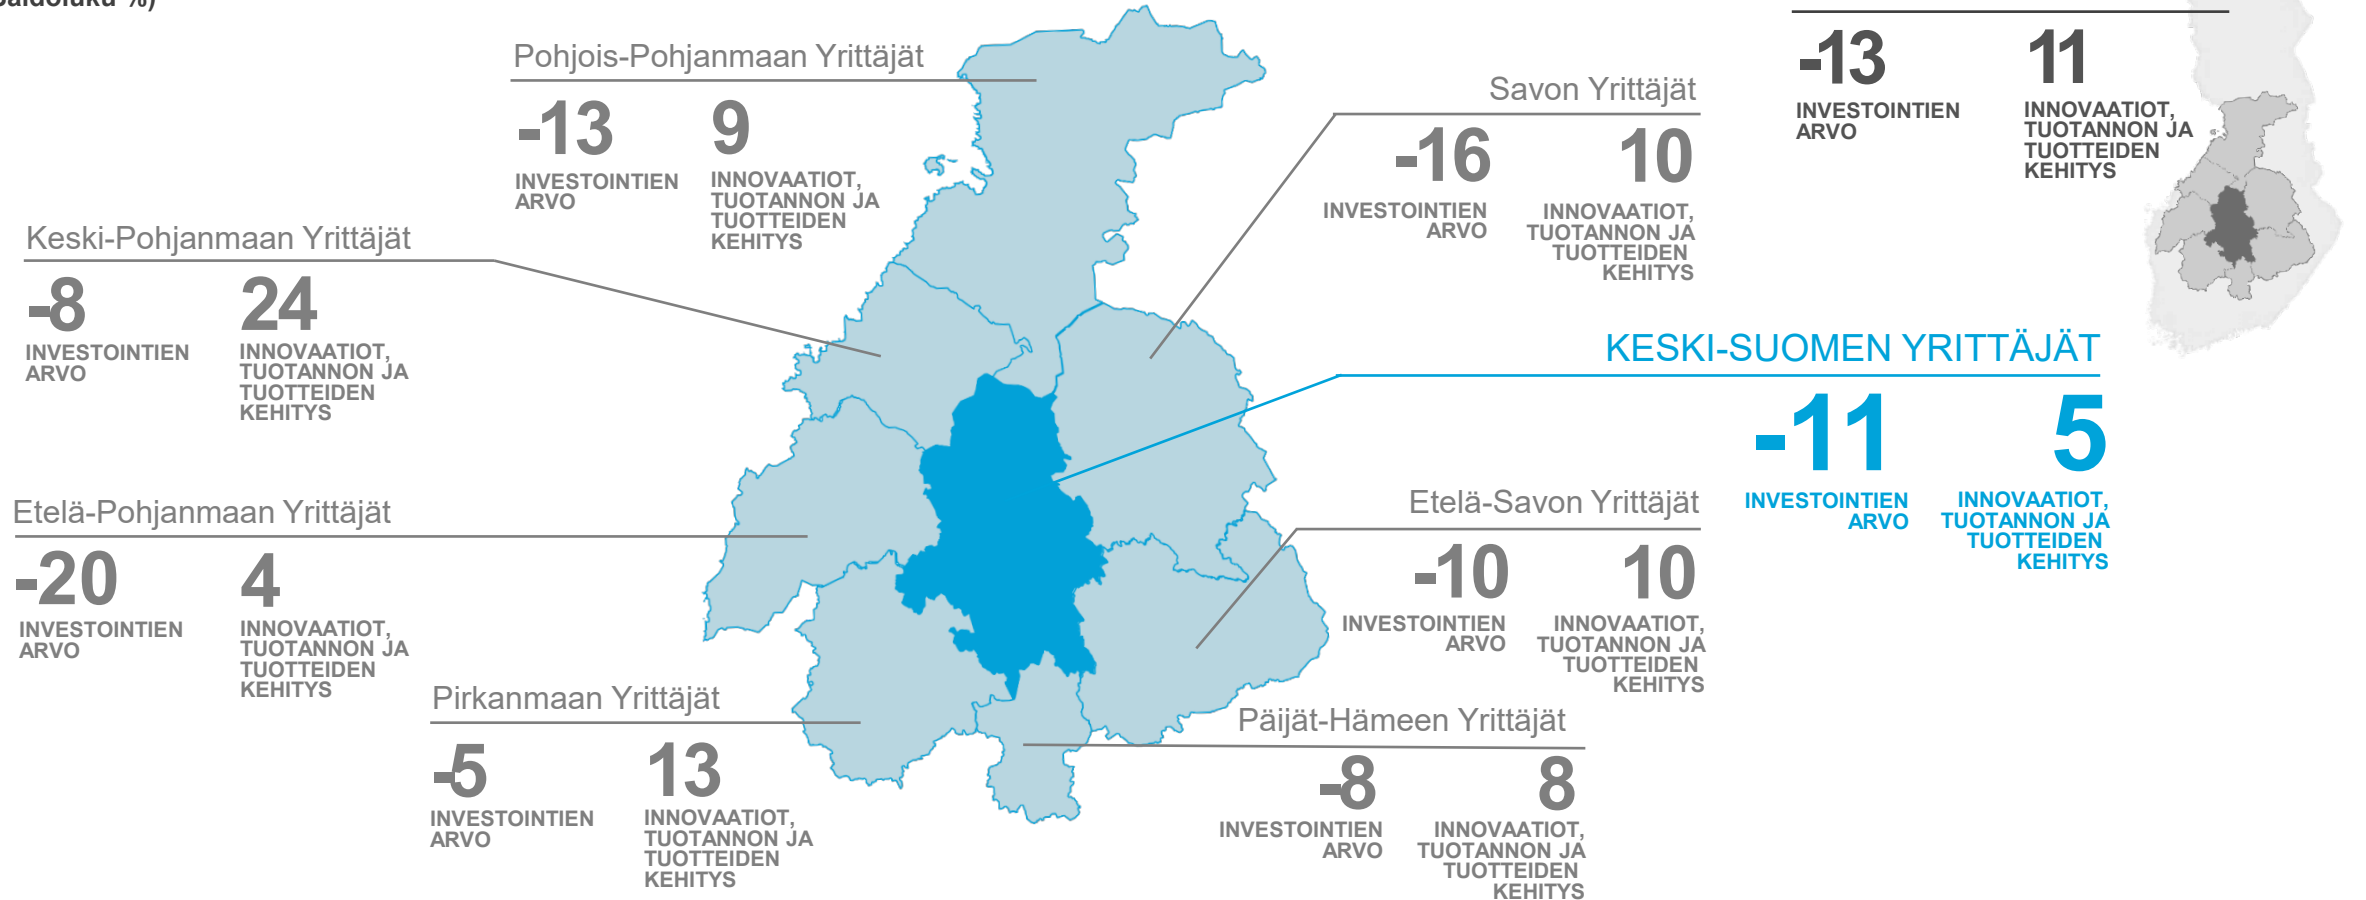 Pohjois-Pohjanmaan Yrittäjät
-13
9
INVESTOINTIEN
ARVO
INNOVAATIOT,
TUOTANNON JA
TUOTTEIDEN
KEHITYS
Savon Yrittäjät
-16
10
INVESTOINTIEN
ARVO
INNOVAATIOT,
TUOTANNON JA
TUOTTEIDEN
KEHITYS
-13
11
INVESTOINTIEN
ARVO
INNOVAATIOT,
TUOTANNON JA
TUOTTEIDEN
KEHITYS
Keski-Pohjanmaan Yrittäjät
-8
24
INVESTOINTIEN
ARVO
INNOVAATIOT,
TUOTANNON JA
TUOTTEIDEN
KEHITYS
KESKI-SUOMEN YRITTÄJÄT
-11
5
INVESTOINTIEN
ARVO
INNOVAATIOT,
TUOTANNON JA
TUOTTEIDEN
KEHITYS
Etelä-Pohjanmaan Yrittäjät
-20
4
INVESTOINTIEN
ARVO
INNOVAATIOT,
TUOTANNON JA
TUOTTEIDEN
KEHITYS
Etelä-Savon Yrittäjät
-10
10
INVESTOINTIEN
ARVO
INNOVAATIOT,
TUOTANNON JA
TUOTTEIDEN
KEHITYS
Pirkanmaan Yrittäjät
-5
13
INVESTOINTIEN
ARVO
INNOVAATIOT,
TUOTANNON JA
TUOTTEIDEN
KEHITYS
Päijät-Hämeen Yrittäjät
-8
8
INVESTOINTIEN
ARVO
INNOVAATIOT,
TUOTANNON JA
TUOTTEIDEN
KEHITYS